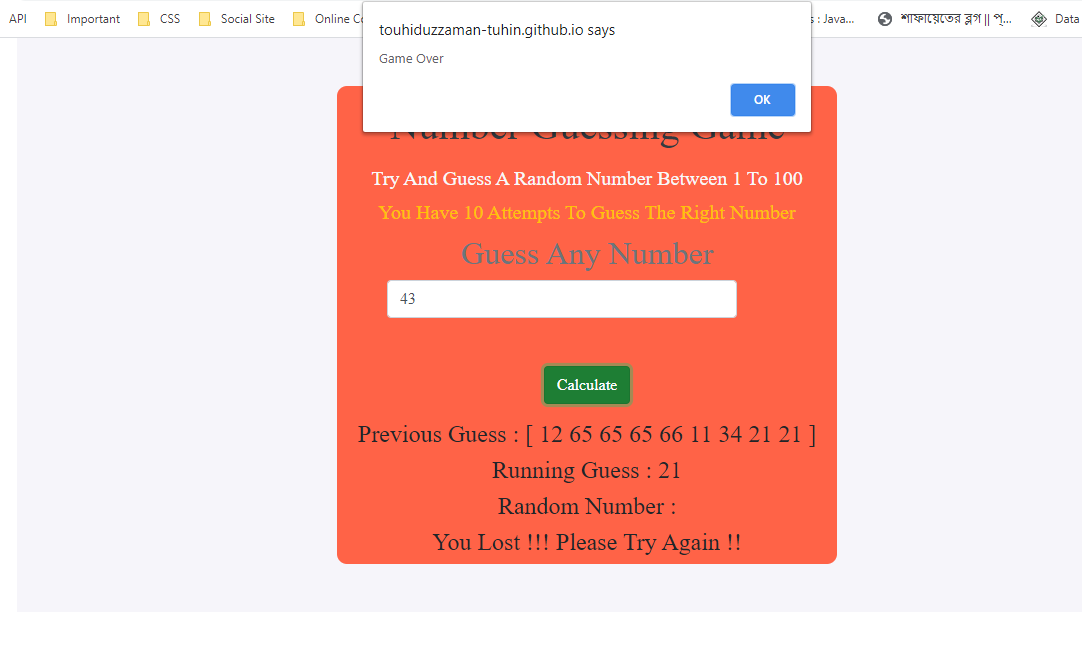 API Important CSS Social Site Online : Java... শাফায়েতের ব্লগ || প্... Data
touhiduzzaman-tuhin.github.io says
Game Over
OK
Number Guessing Game
Try And Guess A Random Number Between 1 To 100
You Have 10 Attempts To Guess The Right Number
Guess Any Number
43
Calculate
Previous Guess : [ 12 65 65 65 66 11 34 21 21 ]
Running Guess : 21
Random Number :
You Lost !!! Please Try Again !!